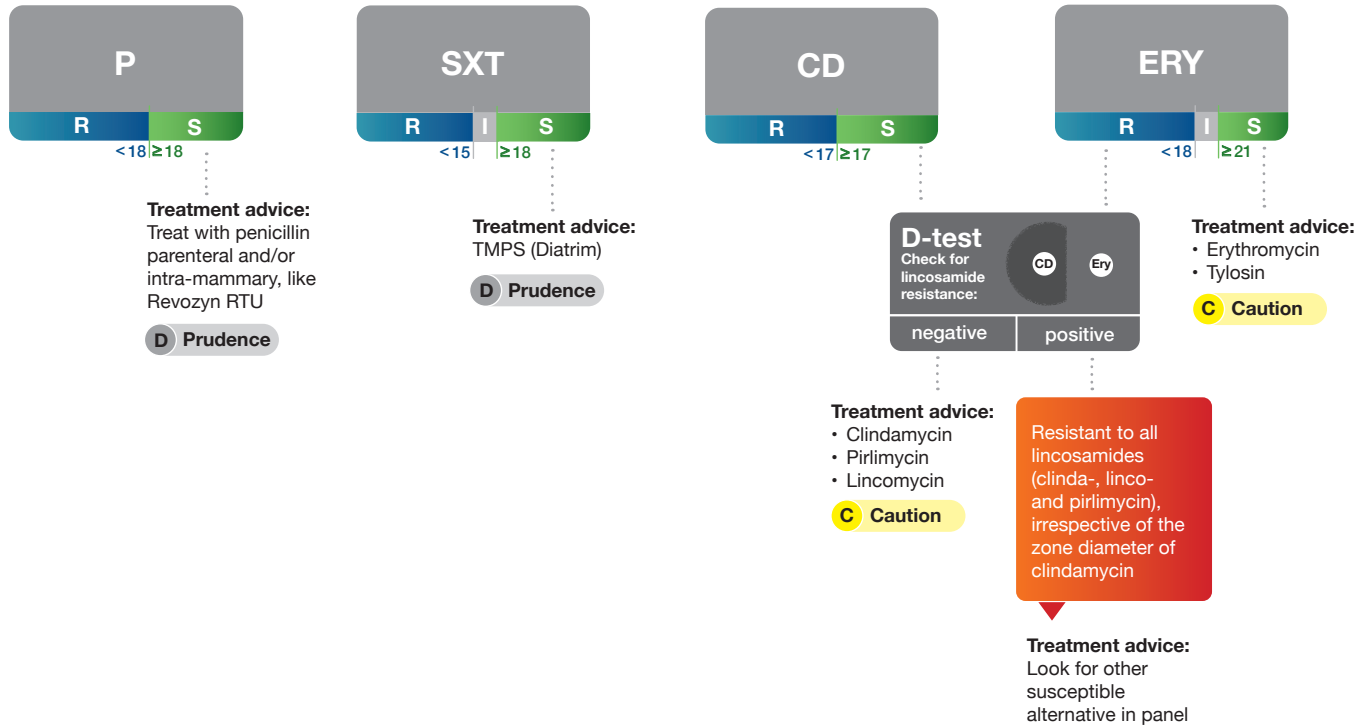 P
R
S
<18
≥18
Treatment advice:
Treat with penicillin
parenteral and/or
intra-mammary, like
Revozyn RTU
D Prudence
SXT
R
I
S
<15
≥18
Treatment advice:
TMPS (Diatrim)
D Prudence
CD
R
S
<17
≥17
ERY
R
I
S
<18
≥21
D-test
Check for
lincosamide
resistance:
CD
Ery
negative
positive
Treatment advice:
• Clindamycin
• Pirlimycin
• Lincomycin
C Caution
Resistant to all
lincosamides
(clinda-, linco-
and pirlimycin),
irrespective of the
zone diameter of
clindamycin
Treatment advice:
Look for other
susceptible
alternative in panel
Treatment advice:
• Erythromycin
• Tylosin
C Caution